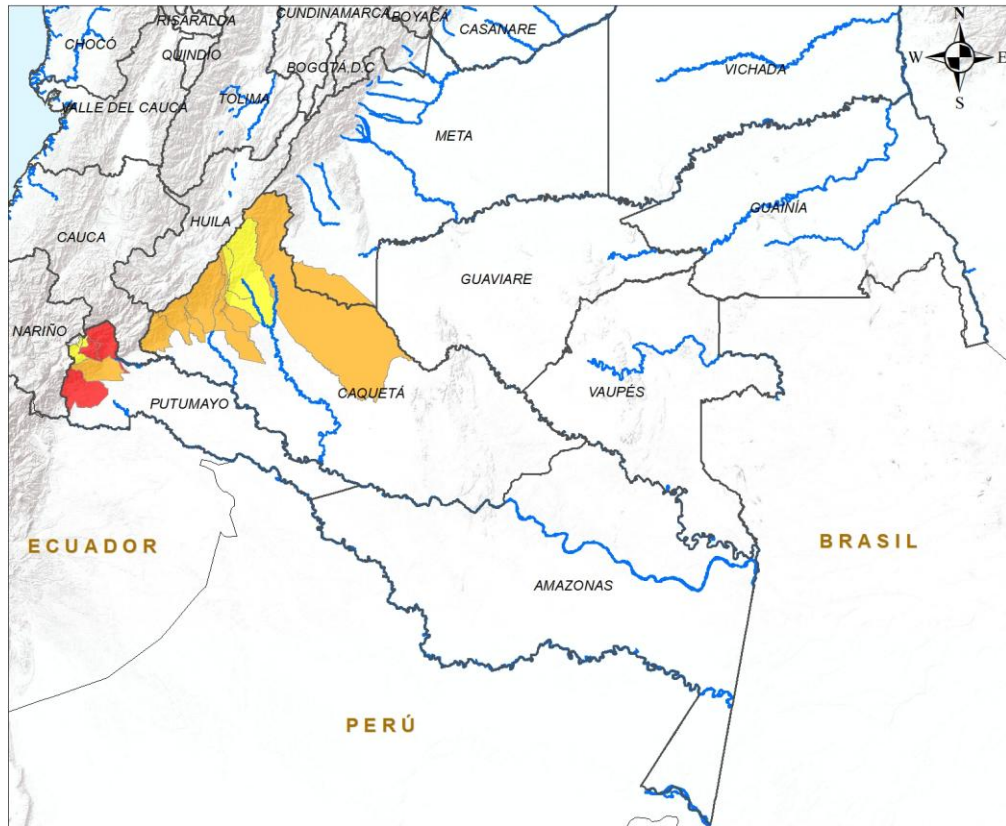 CUNDINAMARCA
BOYACÁ
RISARALDA
CASANARE
N
CHOCÓ
QUINDIO
BOGOTÁ D.C
VICHADA
W
E
TOLIMA
S
VALLE DEL CAUCA
META
HUILA
GUAINÍA
CAUCA
GUAVIARE
NARIÑO
CAQUETÁ
VAUPÉS
PUTUMAYO
ECUADOR
BRASIL
AMAZONAS
PERÚ